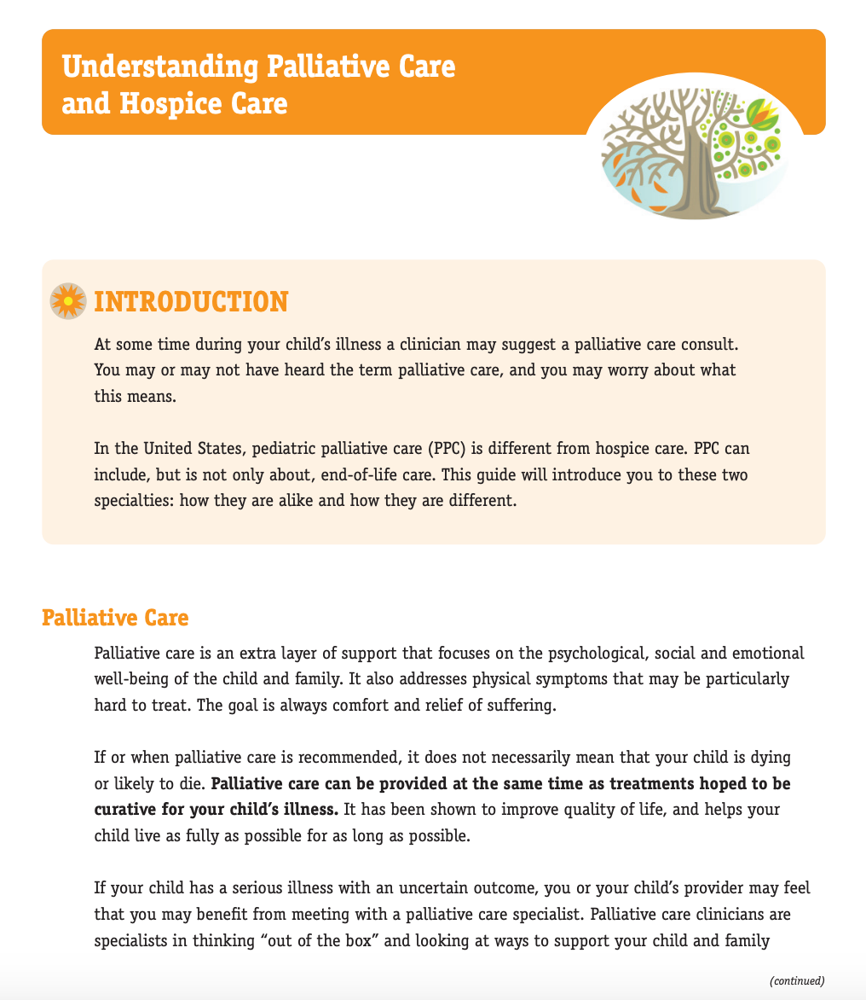 Understanding Palliative Care
and Hospice Care
INTRODUCTION
At some time during your child’s illness a clinician may suggest a palliative care consult.
You may or may not have heard the term palliative care, and you may worry about what
this means.
In the United States, pediatric palliative care (PPC) is different from hospice care. PPC can
include, but is not only about, end-of-life care. This guide will introduce you to these two
specialties: how they are alike and how they are different.
Palliative Care
Palliative care is an extra layer of support that focuses on the psychological, social and emotional
well-being of the child and family. It also addresses physical symptoms that may be particularly
hard to treat. The goal is always comfort and relief of suffering.
If or when palliative care is recommended, it does not necessarily mean that your child is dying
or likely to die. Palliative care can be provided at the same time as treatments hoped to be
curative for your child’s illness. It has been shown to improve quality of life, and helps your
child live as fully as possible for as long as possible.
If your child has a serious illness with an uncertain outcome, you or your child’s provider may feel
that you may benefit from meeting with a palliative care specialist. Palliative care clinicians are
specialists in thinking “out of the box” and looking at ways to support your child and family
(continued)